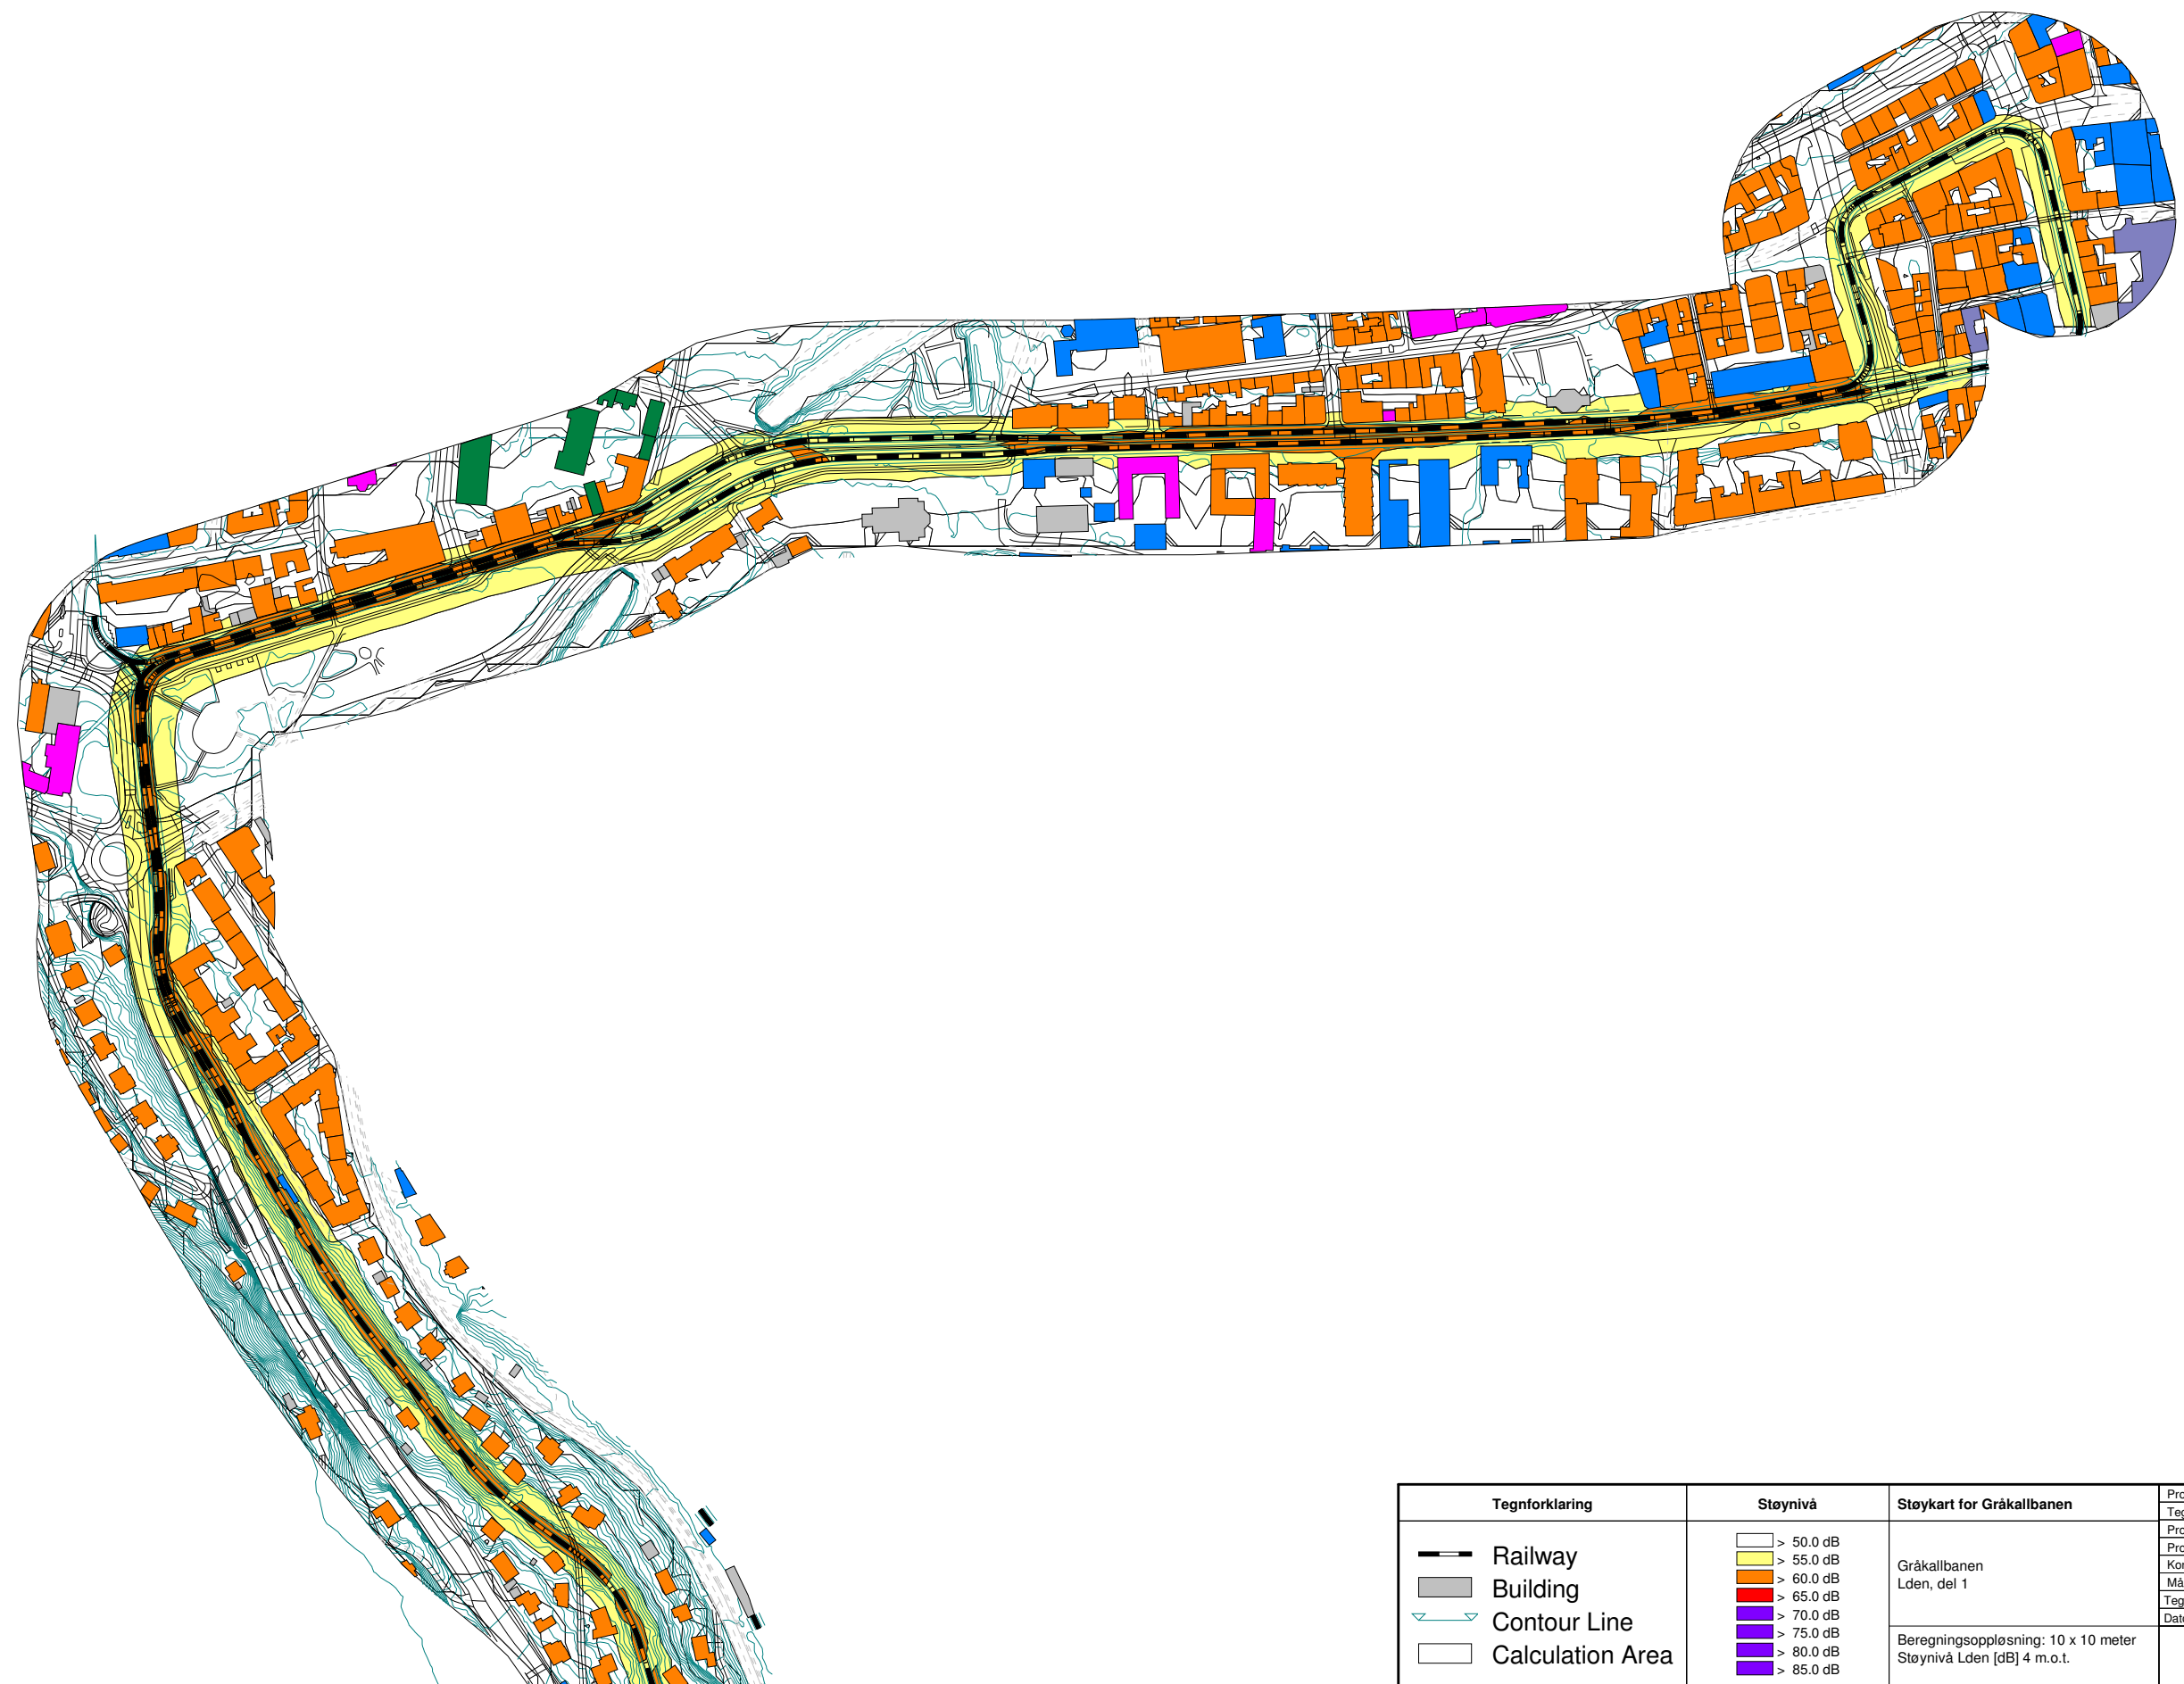 Tegnforklaring
Railway
Building
Contour Line
Calculation Area
Støynivå
> 50.0 dB
> 55.0 dB
> 60.0 dB
> 65.0 dB
> 70.0 dB
> 75.0 dB
> 80.0 dB
> 85.0 dB
Støykart for Gråkallbanen
Gråkallbanen
Lden, del 1
Beregningsoppløsning: 10 x 10 meter
Støynivå Lden [dB] 4 m.o.t.